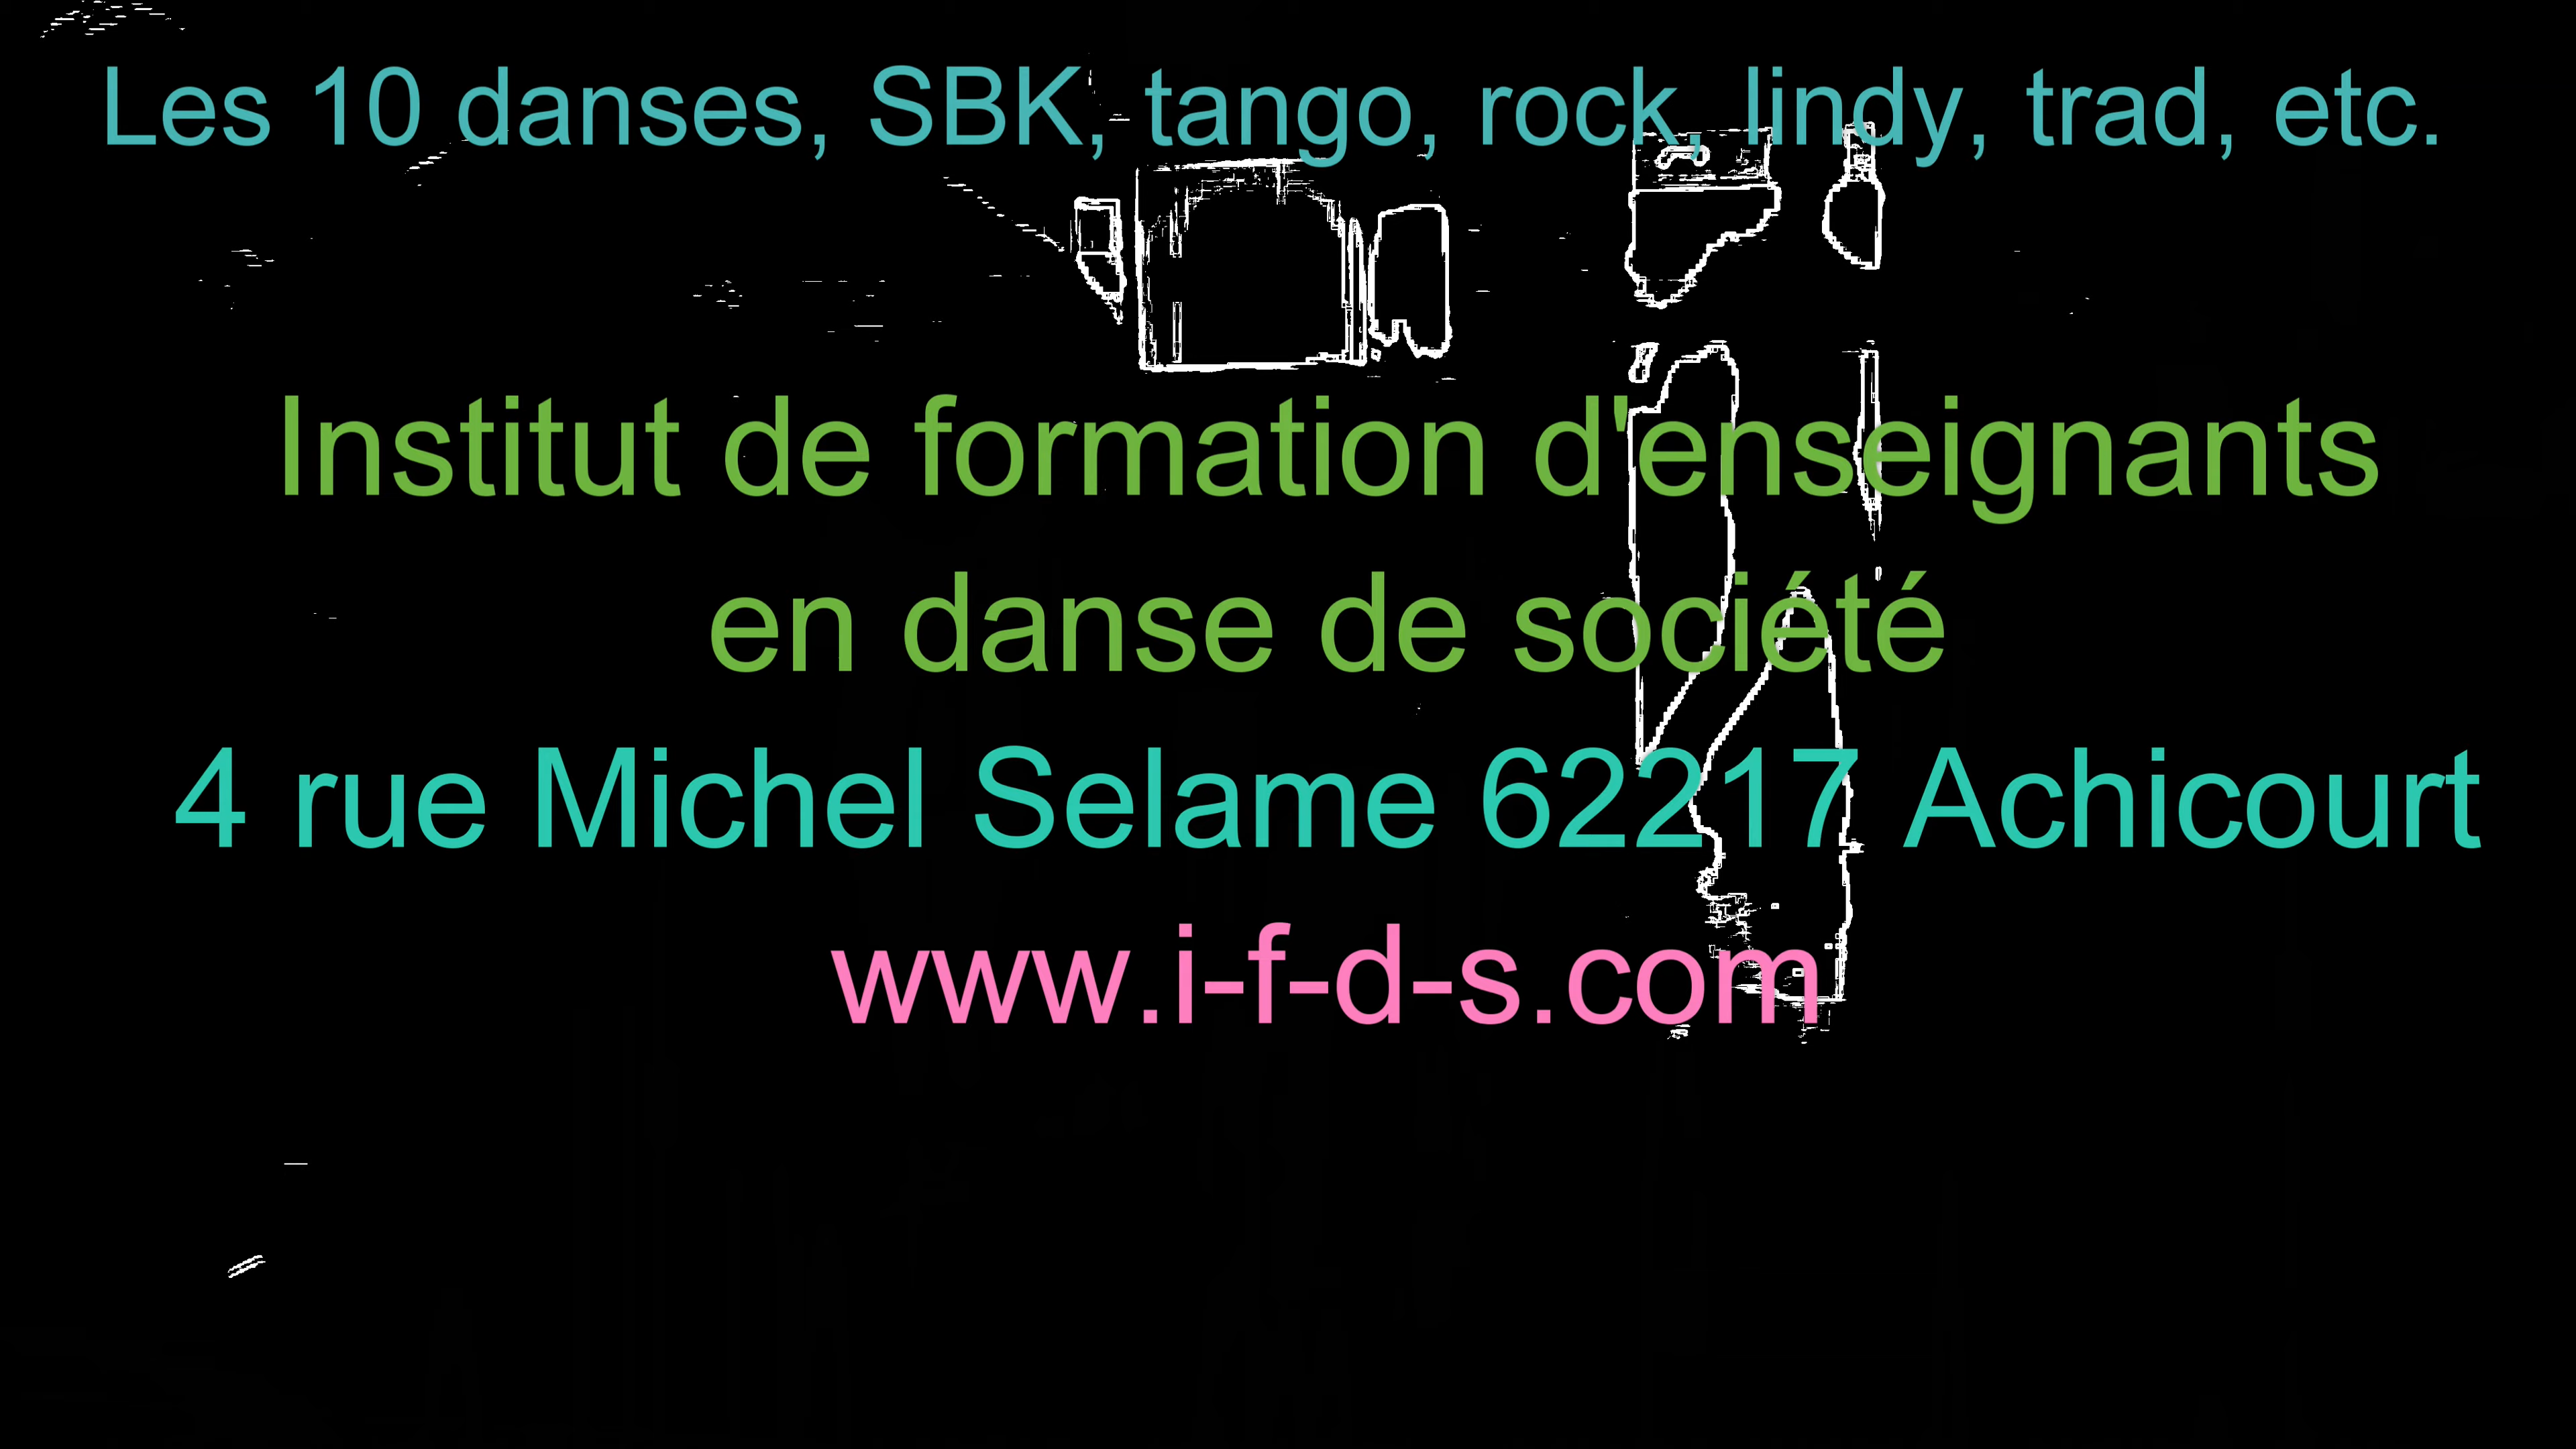 Les 10 danses, SBK, tango, rock, lindy, trad, etc.
Institut de formation d'enseignants
en danse de société
4 rue Michel Selame 62217 Achicourt
www.i-f-d-s.com